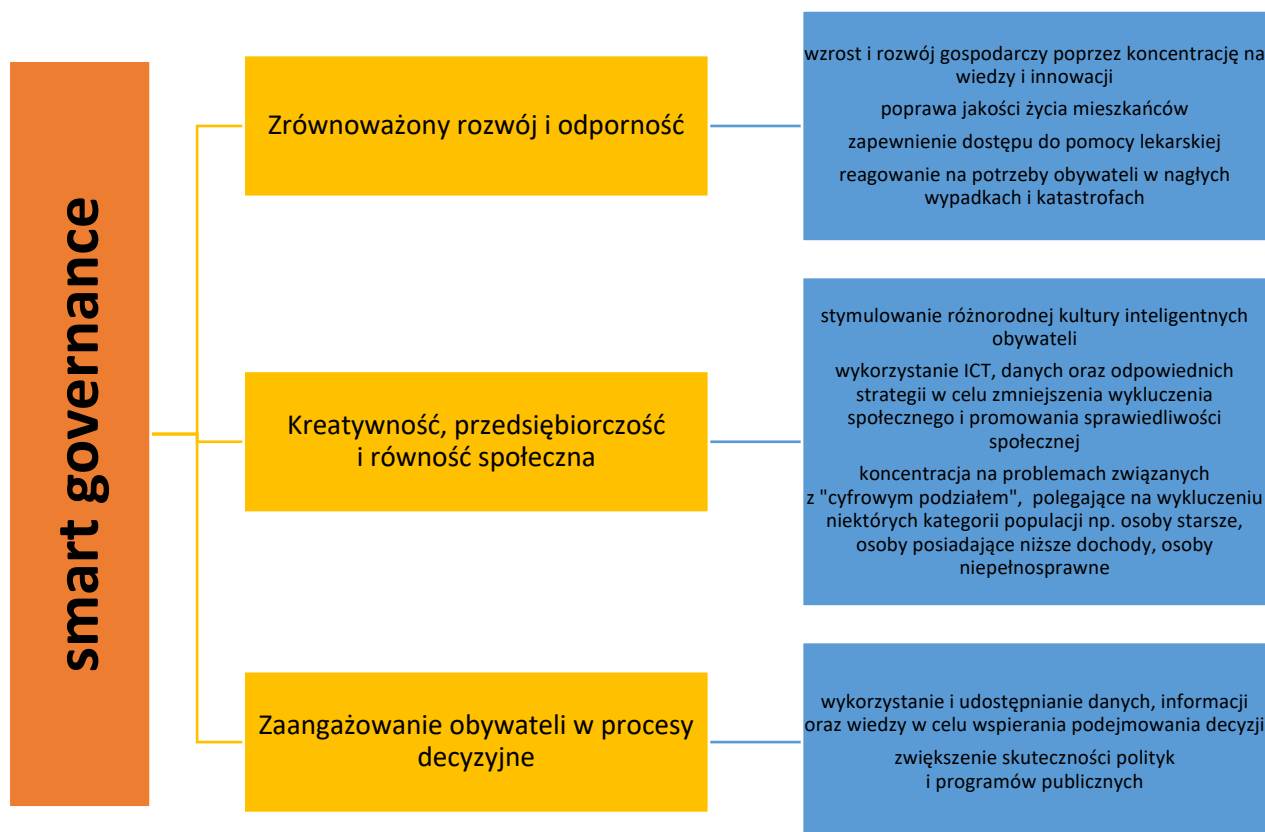 smart governance
Zrównoważony rozwój i odporność
wzrost i rozwój gospodarczy poprzez koncentrację na
wiedzy i innowacji
poprawa jakości życia mieszkańców
zapewnienie dostępu do pomocy lekarskiej
reagowanie na potrzeby obywateli w nagłych
wypadkach i katastrofach
Kreatywność, przedsiębiorczość
i równość społeczna
stymulowanie różnorodnej kultury inteligentnych
obywateli
wykorzystanie ICT, danych oraz odpowiednich
strategii w celu zmniejszenia wykluczenia
społecznego i promowania sprawiedliwości
społecznej
koncentracja na problemach związanych
z "cyfrowym podziałem",  polegające na wykluczeniu
niektórych kategorii populacji np. osoby starsze,
osoby posiadające niższe dochody, osoby
niepełnosprawne
Zaangażowanie obywateli w procesy
decyzyjne
wykorzystanie i udostępnianie danych, informacji
oraz wiedzy w celu wspierania podejmowania decyzji
zwiększenie skuteczności polityk
i programów publicznych